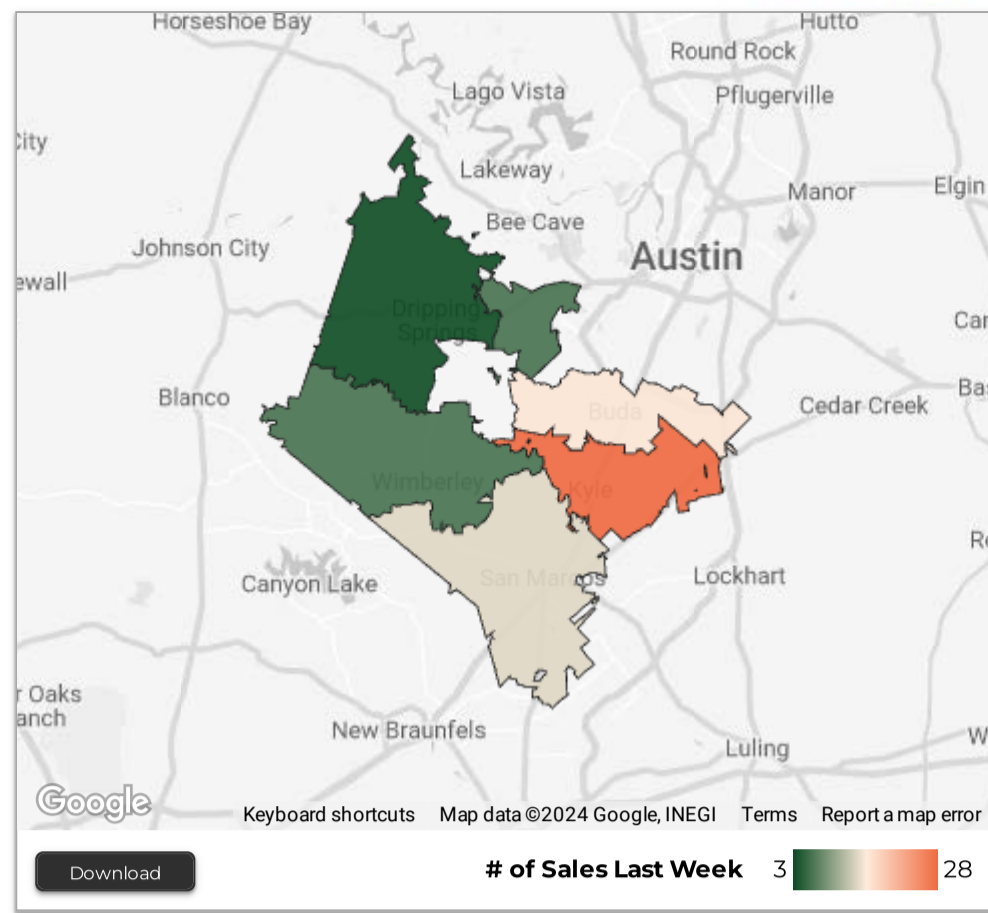 Horseshoe Bay
Hutto
Round Rock
Lago Vista
Pflugerville
City
Lakeway
Manor
Elgin
Bee Cave
Johnson City
Austin
ewall
Dripping
Springs
Car
Bas
Blanco
Cedar Creek
Buda
Wimberley
Kyle
Re
Canyon Lake
San Marcos
Lockhart
r Oaks
anch
New Braunfels
Luling
W
Google
Keyboard shortcuts
Map data ©2024 Google, INEGI
Terms
Report a map error
Download
# of Sales Last Week
3
28